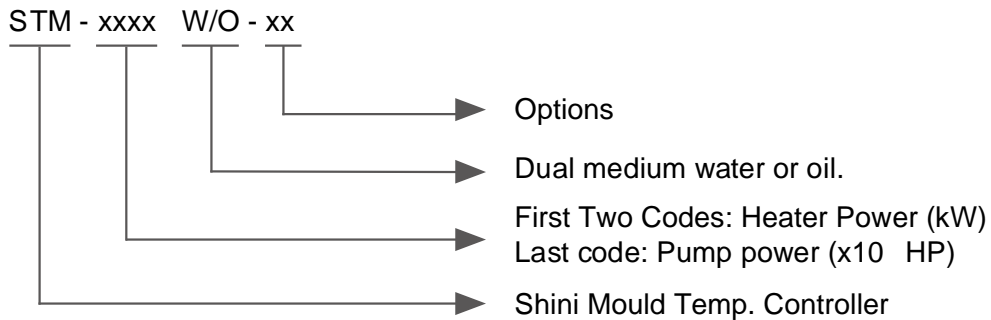 STM - xxxx W/O - xx
Options
Dual medium water or oil.
First Two Codes: Heater Power (kW)
Last code: Pump power (x10 HP)
Shini Mould Temp. Controller